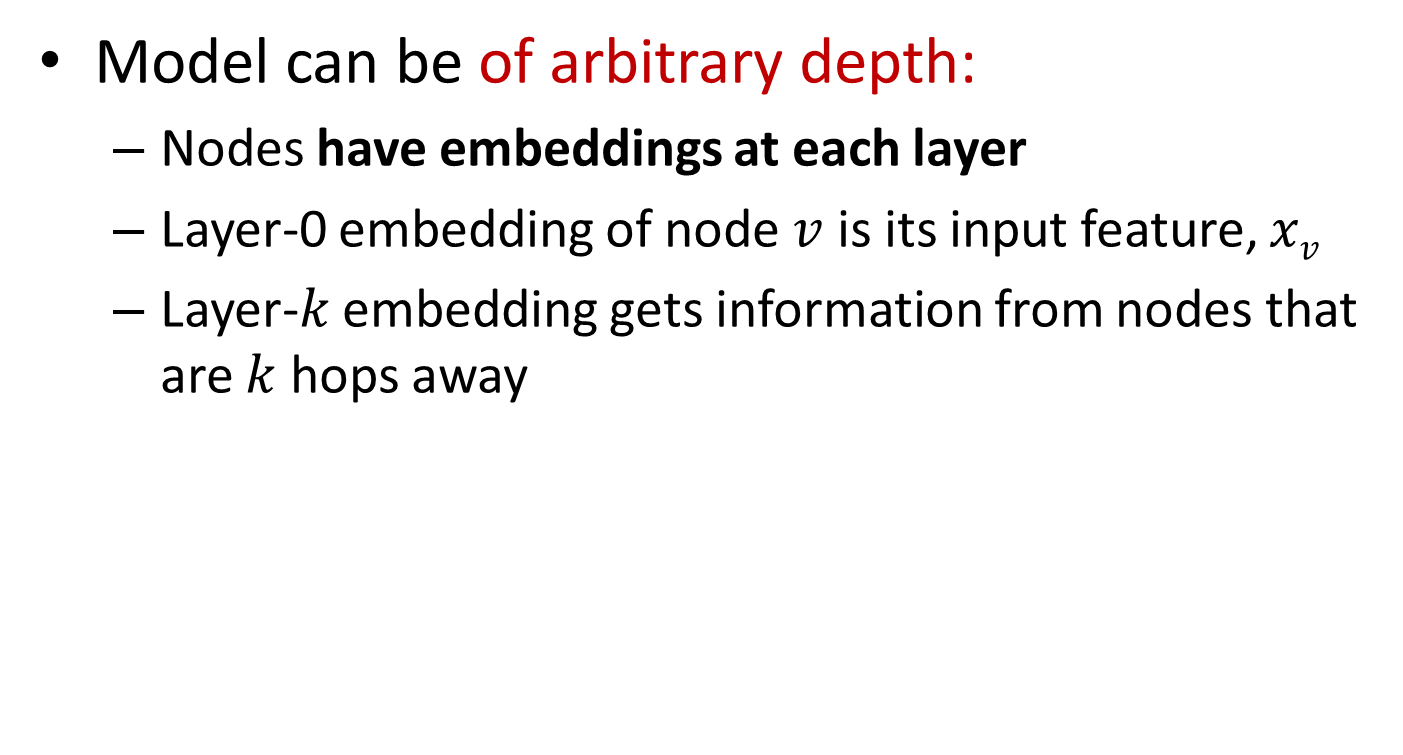 • Model can be of arbitrary depth:
– Nodes have embeddings at each layer
– Layer-0 embedding of node 𝑣 is its input feature, 𝑥𝑣
– Layer-𝑘 embedding gets information from nodes that
are 𝑘 hops away